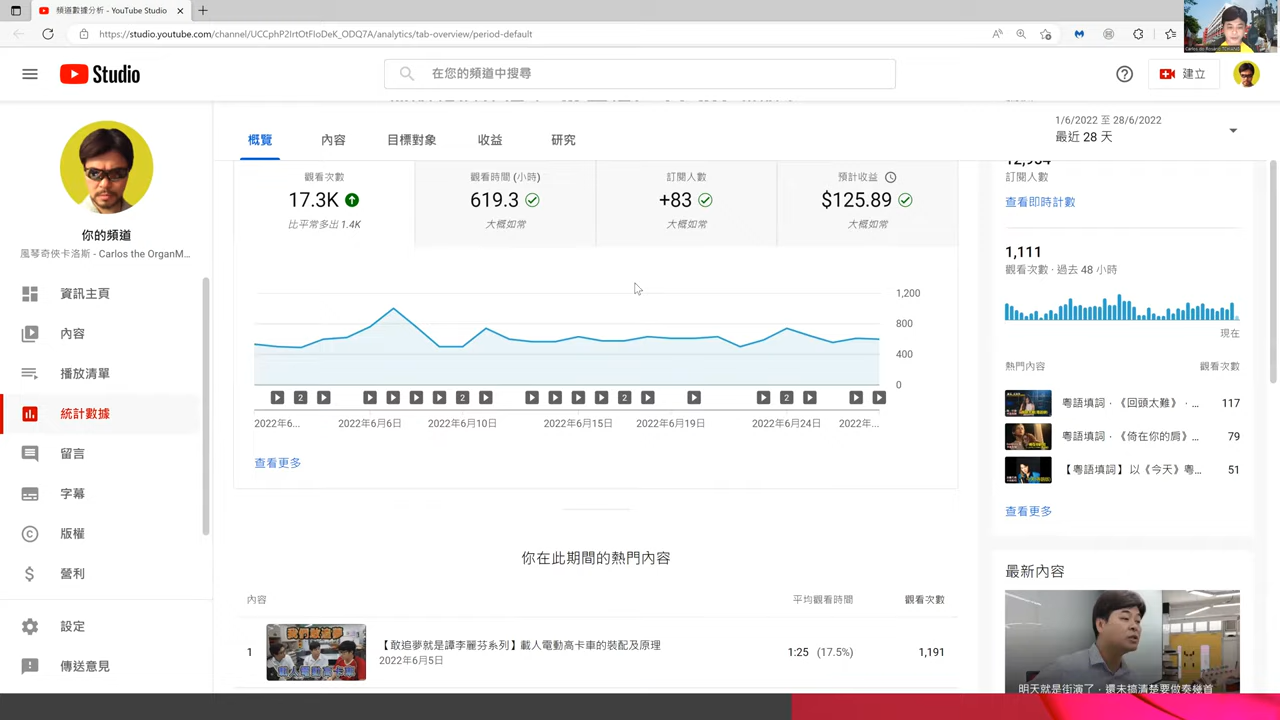 頻道數據分析 - YouTube Studio
https://studio.youtube.com/channel/UCCphP2IrtOtFIoDeK_ODQ7A/analytics/tab-overview/period-default
Studio
在您的頻道中搜尋
建立
你的頻道
風琴奇俠卡洛斯 - Carlos the OrganM...
資訊主頁
內容
播放清單
統計數據
留言
字幕
版權
營利
設定
傳送意見
概覽
內容
目標對象
收益
研究
1/6/2022 至 28/6/2022
最近 28 天
觀看次數
17.3K
比平常多出 1.4K
觀看時間 (小時)
619.3
大概如常
訂閱人數
+83
大概如常
預計收益
$125.89
大概如常
1,200
800
400
0
2
2
2
2
2022年6...
2022年6月6日
2022年6月10日
2022年6月15日
2022年6月19日
2022年6月24日
2022年...
查看更多
你在此期間的熱門內容
內容
平均觀看時間
觀看次數
1
我們敢追夢
【敢追夢就是譚李麗芬系列】載人電動高卡車的裝配及原理
2022年6月5日
1:25 (17.5%)
1,191
訂閱人數
查看即時計數
1,111
觀看次數 · 過去 48 小時
現在
熱門內容
觀看次數
粵語填詞．《回頭太難》．...
117
粵語填詞．《倚在你的肩》...
79
【粵語填詞】以《今天》粵...
51
查看更多
最新內容
明天就是街演了，還未搞清楚要做奏幾首